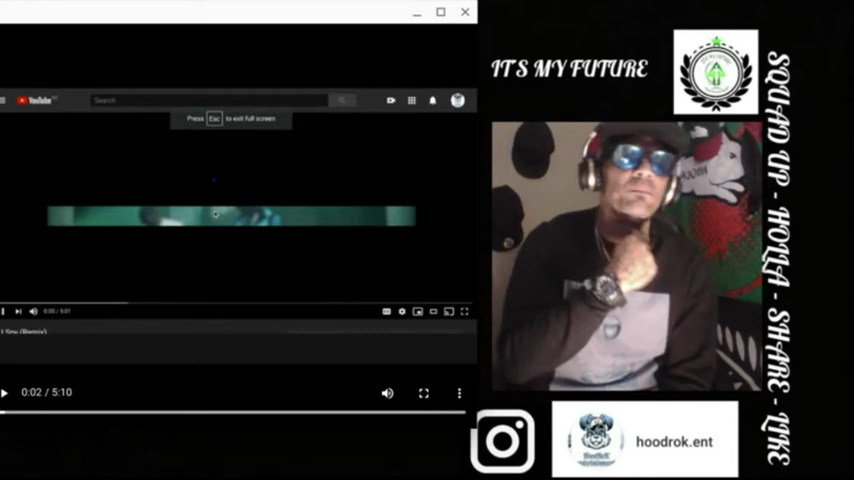 YouTube
Search
Press Esc to exit full screen
0:00 / 5:01
I Spy (Remix)
0:02 / 5:10
IT'S MY FUTURE
SQUAD UP - HOLLA - SHARE - LIKE
hoodrok.ent